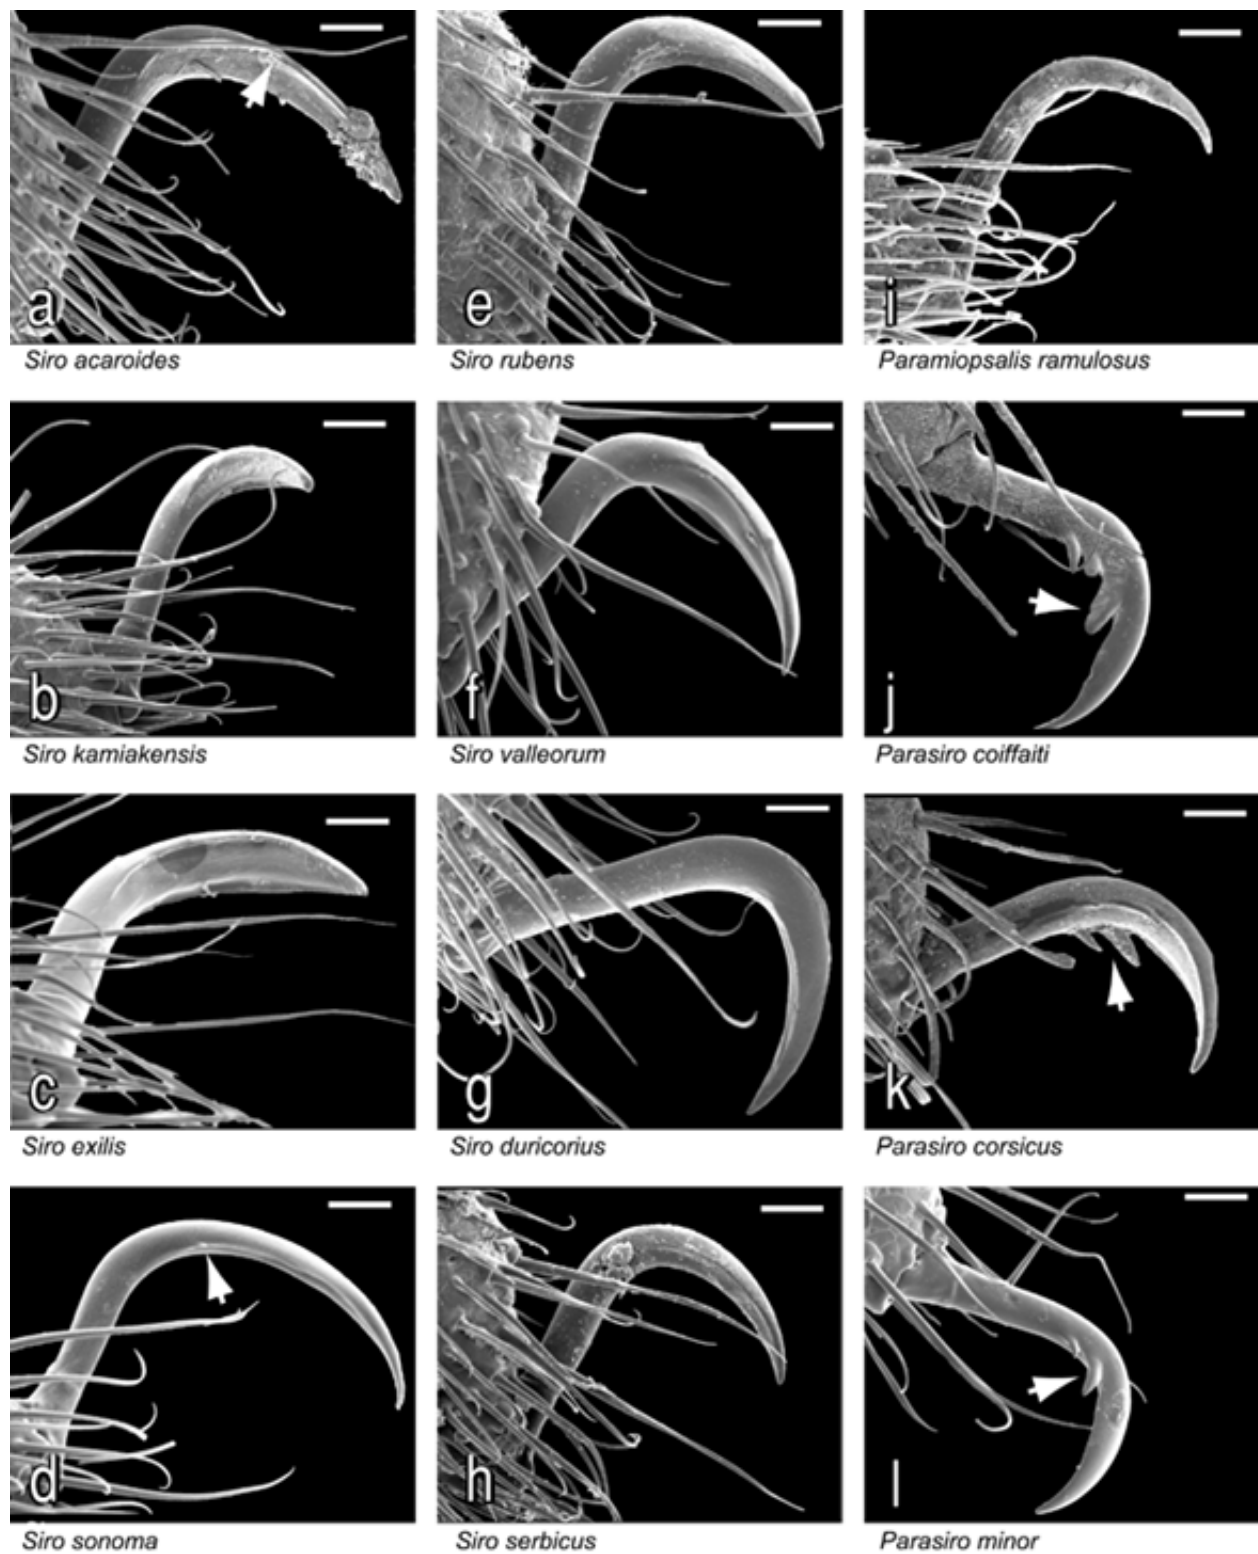 a
Siro acaroides
e
Siro rubens
i
Paramiopsalis ramulosus
b
Siro kamiakensis
f
Siro valleorum
j
Parasiro coiffaiti
c
Siro exilis
g
Siro duricorius
k
Parasiro corsicus
d
Siro sonoma
h
Siro serbicus
l
Parasiro minor